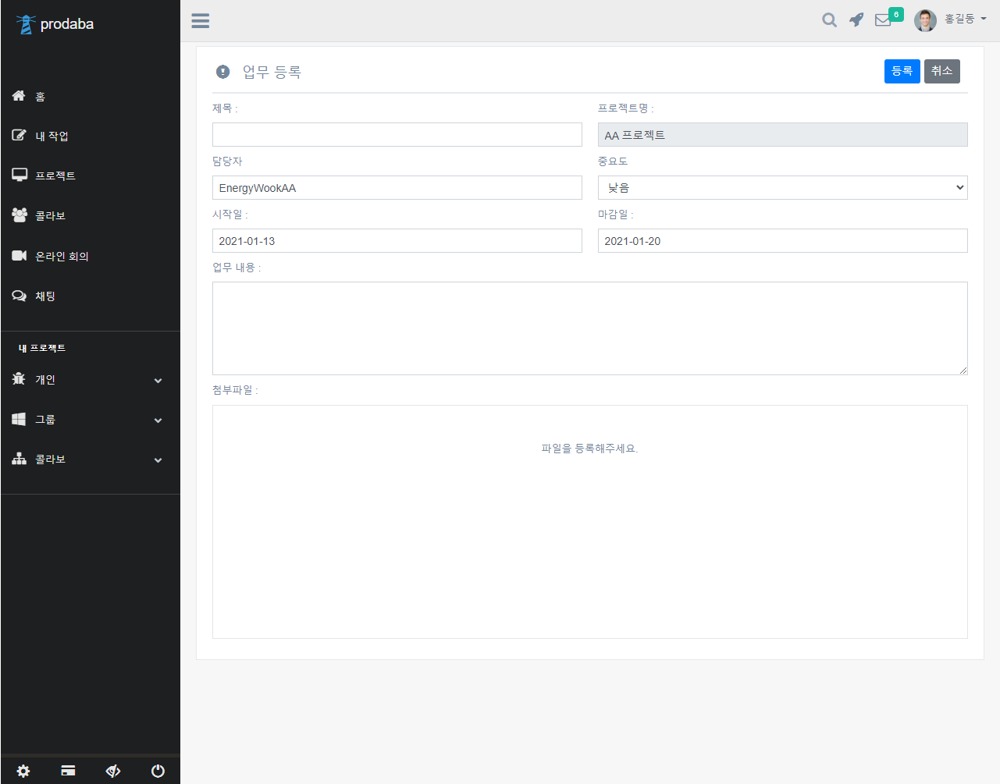 prodaba
6
홍길동
홈
내 작업
프로젝트
콜라보
온라인 회의
채팅
내 프로젝트
개인
그룹
콜라보
업무 등록
등록 취소
제목 :
프로젝트명 :
AA 프로젝트
담당자
중요도
EnergyWookAA
낮음
시작일 :
마감일 :
2021-01-13
2021-01-20
업무 내용 :
첨부파일 :
파일을 등록해주세요.